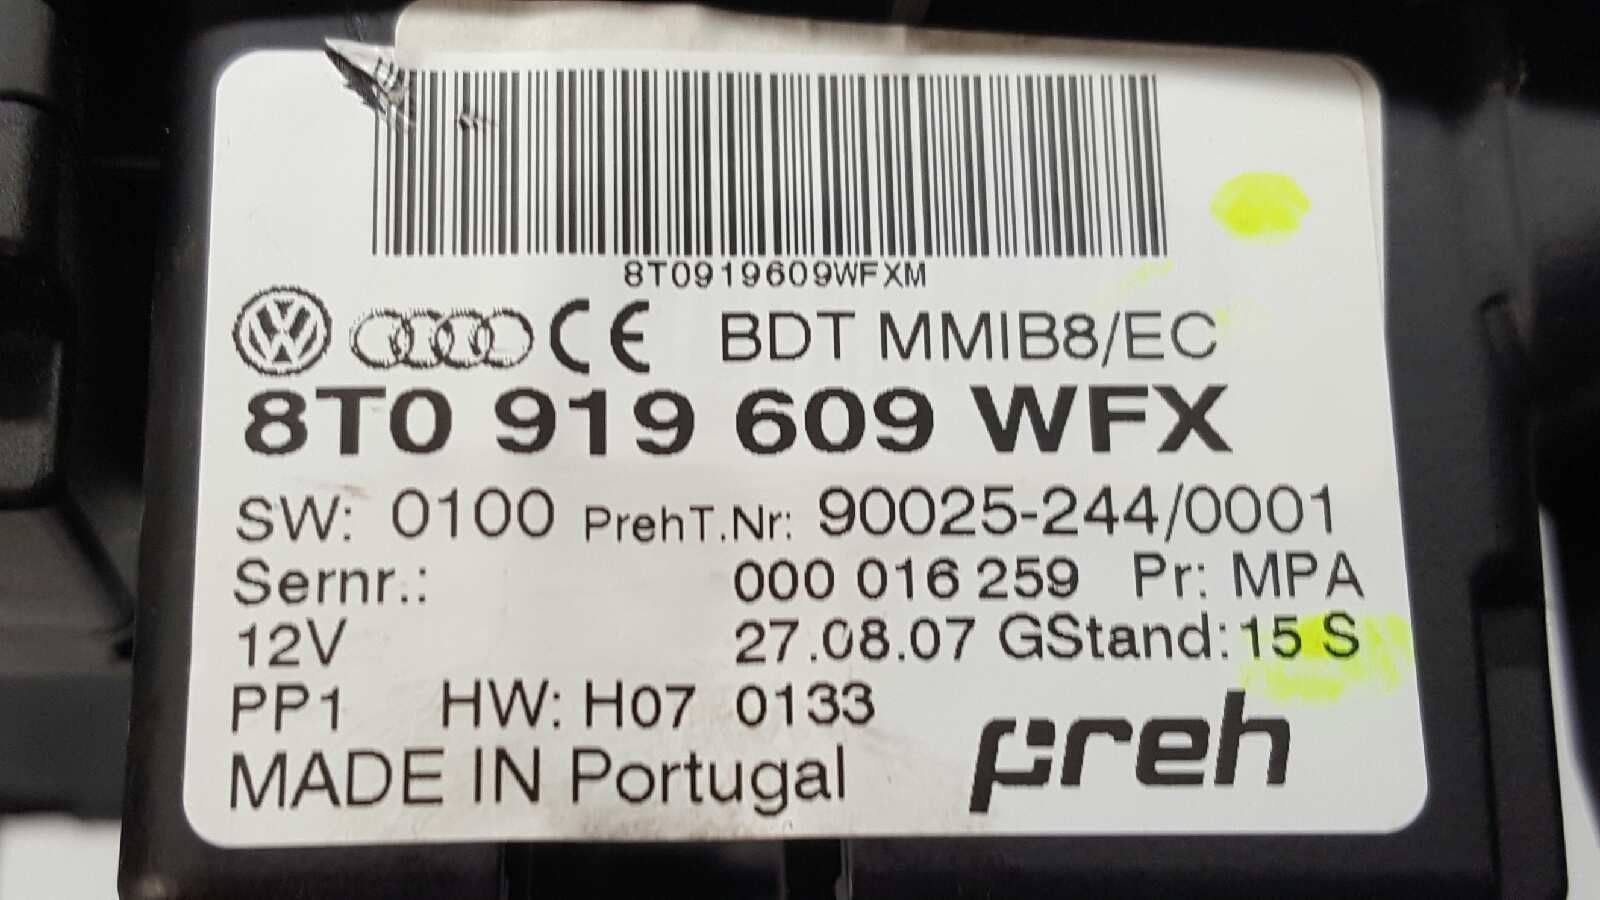 8T0919609WFXM
CE BDT MMIB8/EC
8T0 919 609 WFX
SW: 0100 PrehT.Nr: 90025-244/0001
Sernr.: 000 016 259 Pr: MPA
12V 27.08.07 GStand: 15 S
PP1 HW: H07 0133
MADE IN Portugal preh